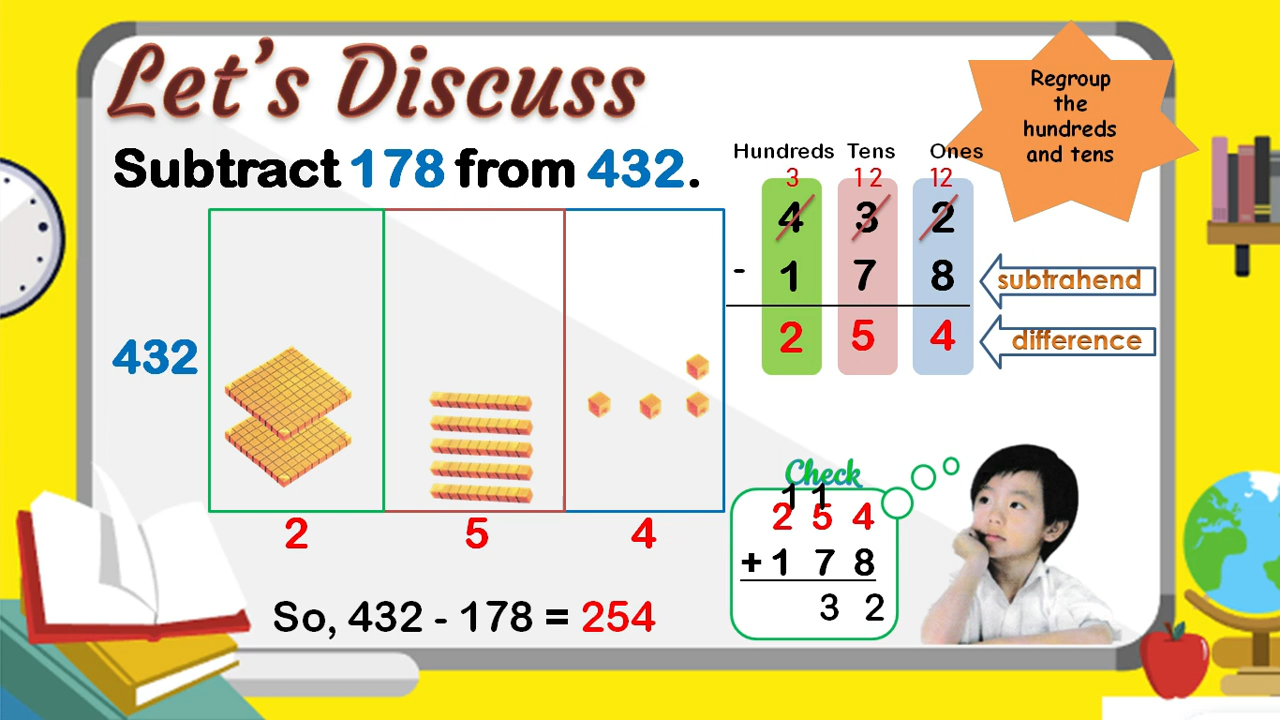 Let's Discuss
Regroup
the
hundreds
and tens
Subtract 178 from 432.
Hundreds Tens Ones
3 12 12
4 3 2
- 1 7 8
subtrahend
2 5 4
difference
432
2 5 4
So, 432 - 178 = 254
Check
1 1
2 5 4
+ 1 7 8
3 2